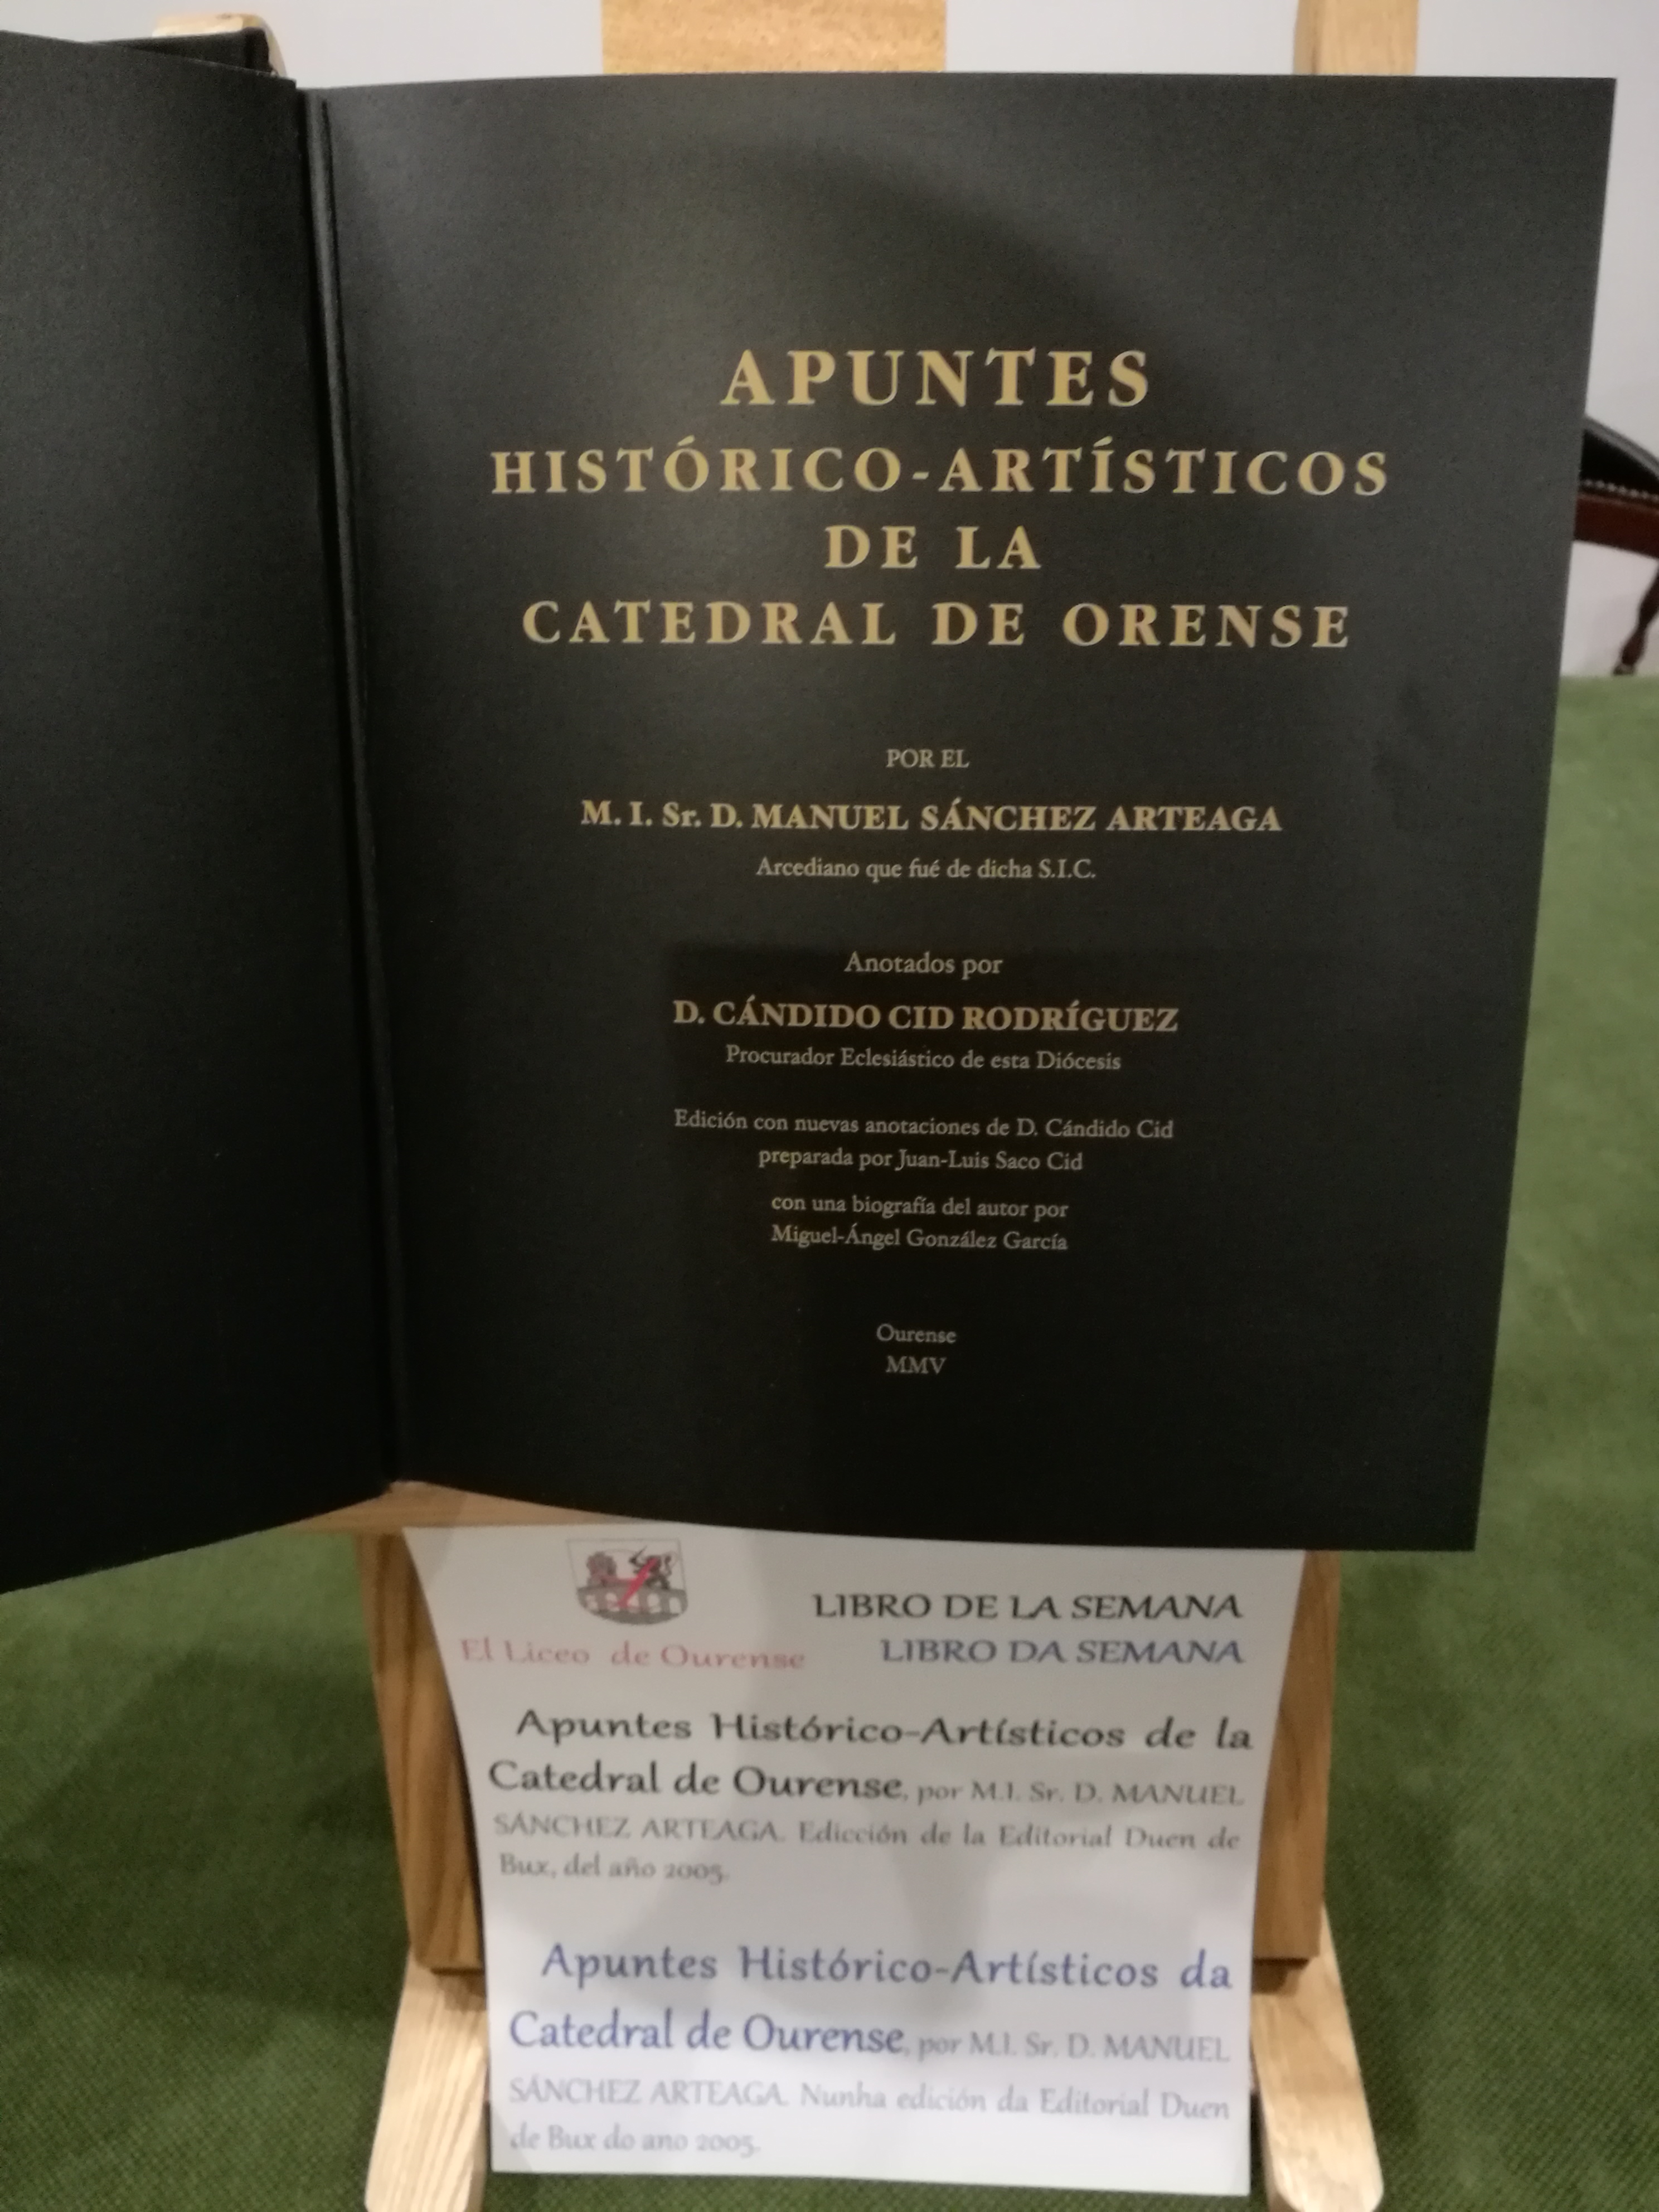 APUNTES
HISTÓRICO-ARTÍSTICOS
DE LA
CATEDRAL DE ORENSE
POR EL
M. I. Sr. D. MANUEL SÁNCHEZ ARTEAGA
Arcediano que fué de dicha S.I.C.
Anotados por
D. CÁNDIDO CID RODRÍGUEZ
Procurador Eclesiástico de esta Diócesis
Edición con nuevas anotaciones de D. Cándido Cid
preparada por Juan-Luis Saco Cid
con una biografía del autor por
Miguel-Ángel González García
Ourense
MMV
El Liceo de Ourense
LIBRO DE LA SEMANA
LIBRO DA SEMANA
Apuntes Histórico-Artísticos de la
Catedral de Ourense, por M.I. Sr. D. MANUEL
SÁNCHEZ ARTEAGA. Edicción de la Editorial Duen de
Bux, del año 2005.
Apuntes Histórico-Artísticos da
Catedral de Ourense, por M.I. Sr. D. MANUEL
SÁNCHEZ ARTEAGA. Nunha edición da Editorial Duen
de Bux do ano 2005.